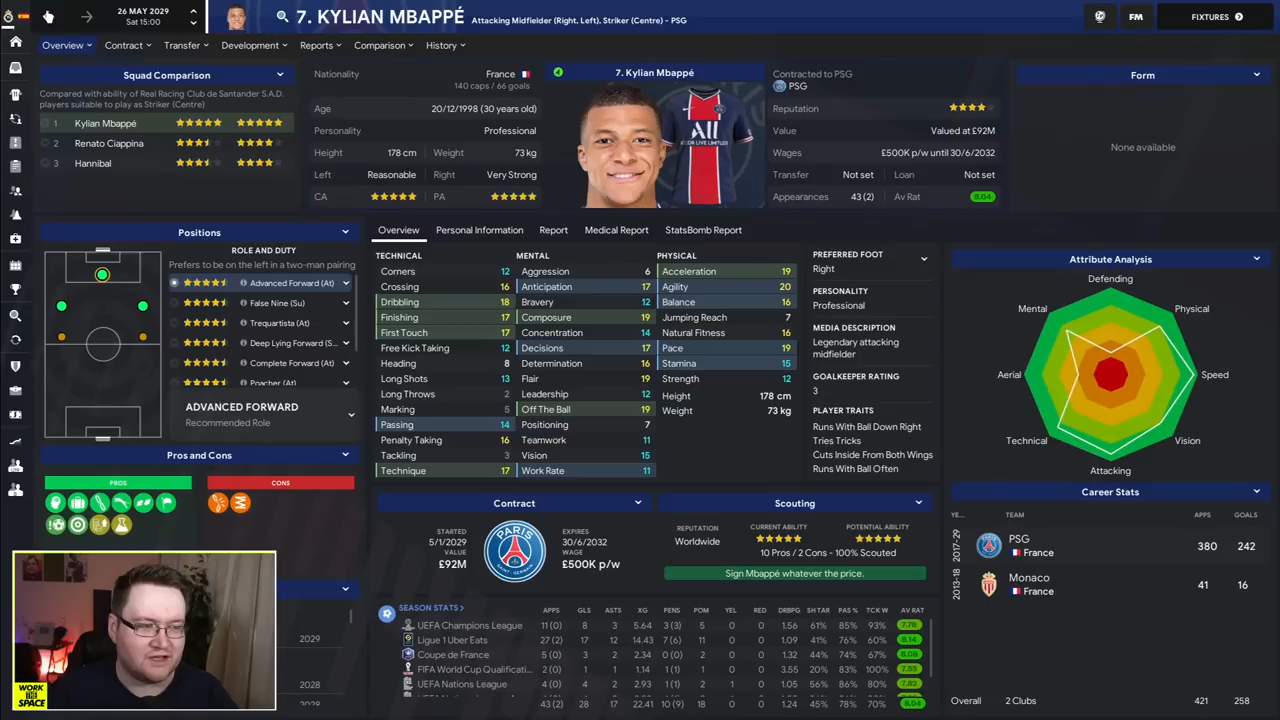 26 MAY 2029
SAT 15:00
7. KYLIAN MBAPPÉ
Attacking Midfielder (Right, Left), Striker (Centre) - PSG
FM
FIXTURES
Overview
Contract
Transfer
Development
Reports
Comparison
History
Squad Comparison
Compared with ability of Real Racing Club de Santander S.A.D.
players suitable to play as Striker (Centre)
1 Kylian Mbappé
2 Renato Ciappina
3 Hannibal
Nationality France
140 caps / 66 goals
Age 20/12/1998 (30 years old)
Personality Professional
Height 178 cm Weight 73 kg
Left Reasonable Right Very Strong
CA PA
7. Kylian Mbappé
Contracted to PSG
PSG
Reputation
Value Valued at £92M
Wages £500K p/w until 30/6/2032
Transfer Not set Loan Not set
Appearances 43 (2) Av Rat 8.04
Form
None available
Positions
ROLE AND DUTY
Prefers to be on the left in a two-man pairing
Advanced Forward (At)
False Nine (Su)
Trequartista (At)
Deep Lying Forward (S...
Complete Forward (At)
Poacher (At)
ADVANCED FORWARD
Recommended Role
Pros and Cons
PROS
CONS
2029
2028
2028
WORK
THE
SPACE
Overview
Personal Information
Report
Medical Report
StatsBomb Report
TECHNICAL
Corners 12
Crossing 16
Dribbling 18
Finishing 17
First Touch 17
Free Kick Taking 12
Heading 8
Long Shots 13
Long Throws 2
Marking 5
Passing 14
Penalty Taking 16
Tackling 3
Technique 17
MENTAL
Aggression 6
Anticipation 17
Bravery 12
Composure 19
Concentration 14
Decisions 17
Determination 16
Flair 19
Leadership 12
Off The Ball 19
Positioning 7
Teamwork 11
Vision 15
Work Rate 11
PHYSICAL
Acceleration 19
Agility 20
Balance 16
Jumping Reach 7
Natural Fitness 16
Pace 19
Stamina 15
Strength 12
Height 178 cm
Weight 73 kg
PREFERRED FOOT
Right
PERSONALITY
Professional
MEDIA DESCRIPTION
Legendary attacking
midfielder
GOALKEEPER RATING
3
PLAYER TRAITS
Runs With Ball Down Right
Tries Tricks
Cuts Inside From Both Wings
Runs With Ball Often
Attribute Analysis
Defending
Mental
Physical
Aerial
Speed
Technical
Vision
Attacking
Contract
STARTED
5/1/2029
VALUE
£92M
EXPIRES
30/6/2032
WAGE
£500K p/w
Scouting
REPUTATION
Worldwide
CURRENT ABILITY
POTENTIAL ABILITY
10 Pros / 2 Cons - 100% Scouted
Sign Mbappé whatever the price.
SEASON STATS APPS GLS ASTS XG PENS POM YEL RED DRBPG SH TAR PAS % TCK W AV RAT
UEFA Champions League 11 (0) 8 3 5.64 3 (3) 5 0 0 1.56 61% 85% 93% 7.78
Ligue 1 Uber Eats 27 (2) 17 12 14.43 7 (6) 11 0 0 1.09 41% 76% 60% 8.14
Coupe de France 5 (0) 3 2 2.34 0 (0) 2 0 0 1.32 44% 74% 67% 8.08
FIFA World Cup Qualificati... 2 (0) 1 1 1.14 1 (1) 1 0 0 3.55 20% 83% 100% 7.55
UEFA Nations League 4 (0) 4 2 2.93 1 (1) 2 1 0 1.05 56% 86% 80% 7.82
43 (2) 28 17 22.41 10 (9) 18 0 0 1.24 45% 78% 70% 8.04
Career Stats
YE... TEAM APPS GOALS
2017-29 PSG France 380 242
2013-18 Monaco France 41 16
Overall 2 Clubs 421 258